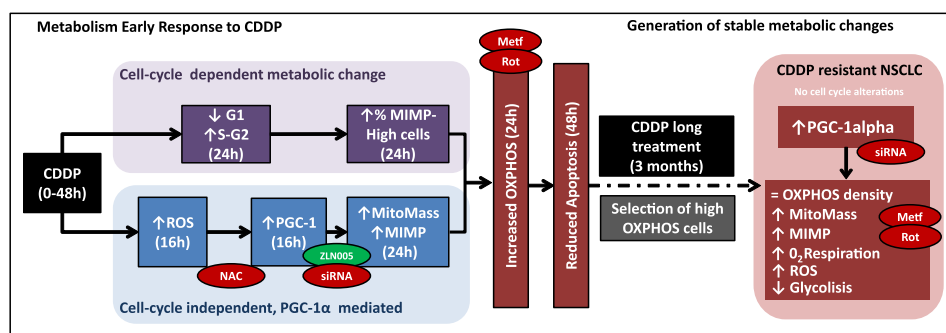 Metabolism Early Response to CDDP
Generation of stable metabolic changes
Cell-cycle dependent metabolic change
↓ G1
↑S-G2
(24h)
↑% MIMP-
High cells
(24h)
CDDP
(0-48h)
↑ROS
(16h)
↑PGC-1
(16h)
↑MitoMass
↑MIMP
(24h)
NAC
ZLN005
siRNA
Cell-cycle independent, PGC-1α mediated
Metf
Rot
Increased OXPHOS (24h)
Reduced Apoptosis (48h)
CDDP long
treatment
(3 months)
Selection of high
OXPHOS cells
CDDP resistant NSCLC
No cell cycle alterations
↑PGC-1alpha
siRNA
= OXPHOS density
↑ MitoMass
↑ MIMP
↑ 0₂Respiration
↑ ROS
↓ Glycolisis
Metf
Rot